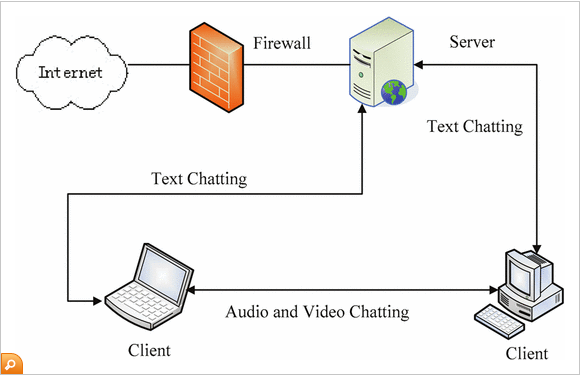 Internet
Firewall
Server
Text Chatting
Text Chatting
Audio and Video Chatting
Client
Client